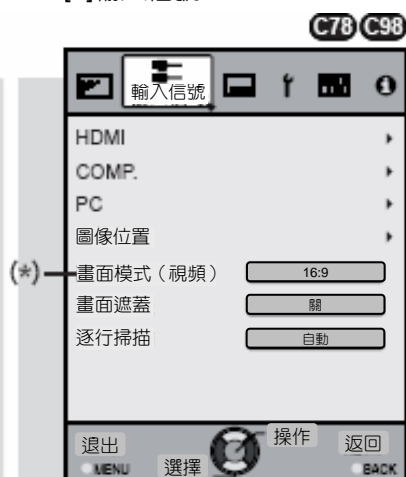 C78 C98
輸入信號
HDMI
COMP.
PC
圖像位置
(*) 畫面模式（視頻） 16:9
畫面遮蓋 關
逐行掃描 自動
退出 操作 返回
MENU 選擇 BACK